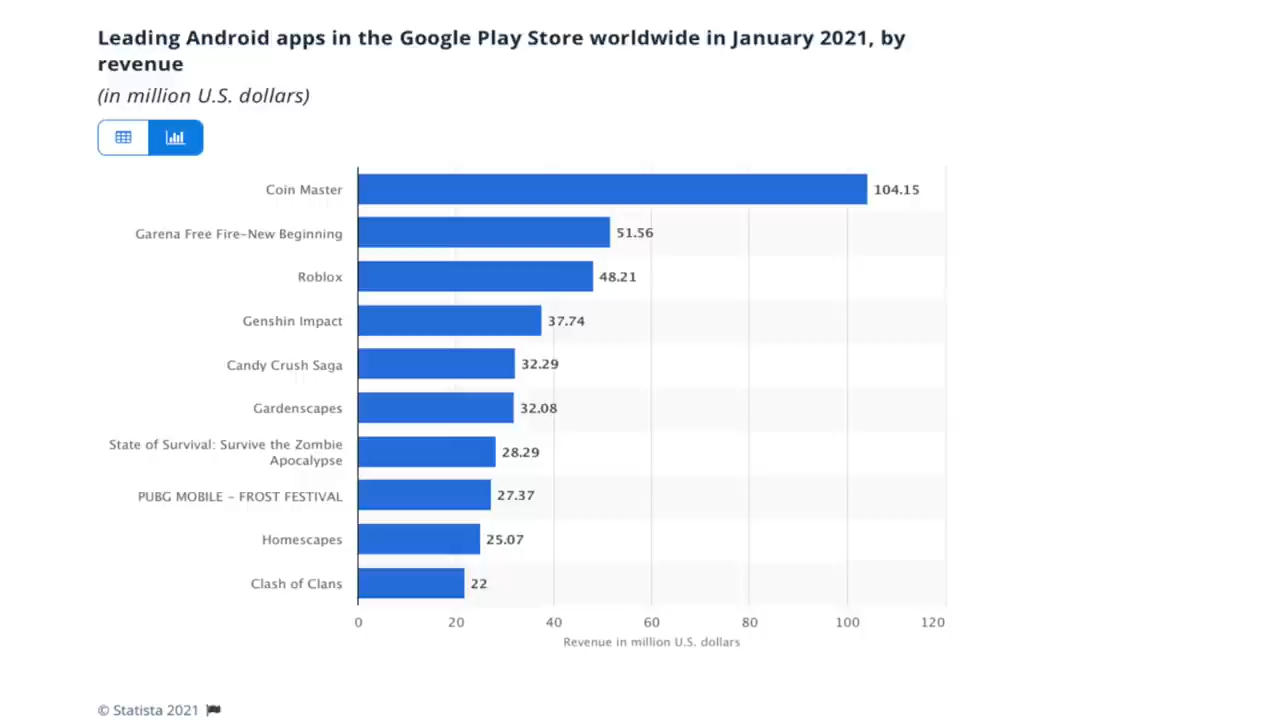 Leading Android apps in the Google Play Store worldwide in January 2021, by
revenue
(in million U.S. dollars)
Coin Master 104.15
Garena Free Fire-New Beginning 51.56
Roblox 48.21
Genshin Impact 37.74
Candy Crush Saga 32.29
Gardenscapes 32.08
State of Survival: Survive the Zombie
Apocalypse 28.29
PUBG MOBILE - FROST FESTIVAL 27.37
Homescapes 25.07
Clash of Clans 22
0 20 40 60 80 100 120
Revenue in million U.S. dollars
© Statista 2021